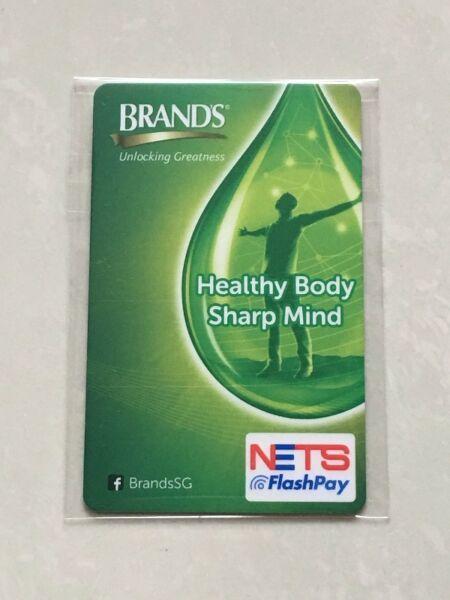 BRAND'S®
Unlocking Greatness
Healthy Body
Sharp Mind
NETS
FlashPay
f BrandsSG